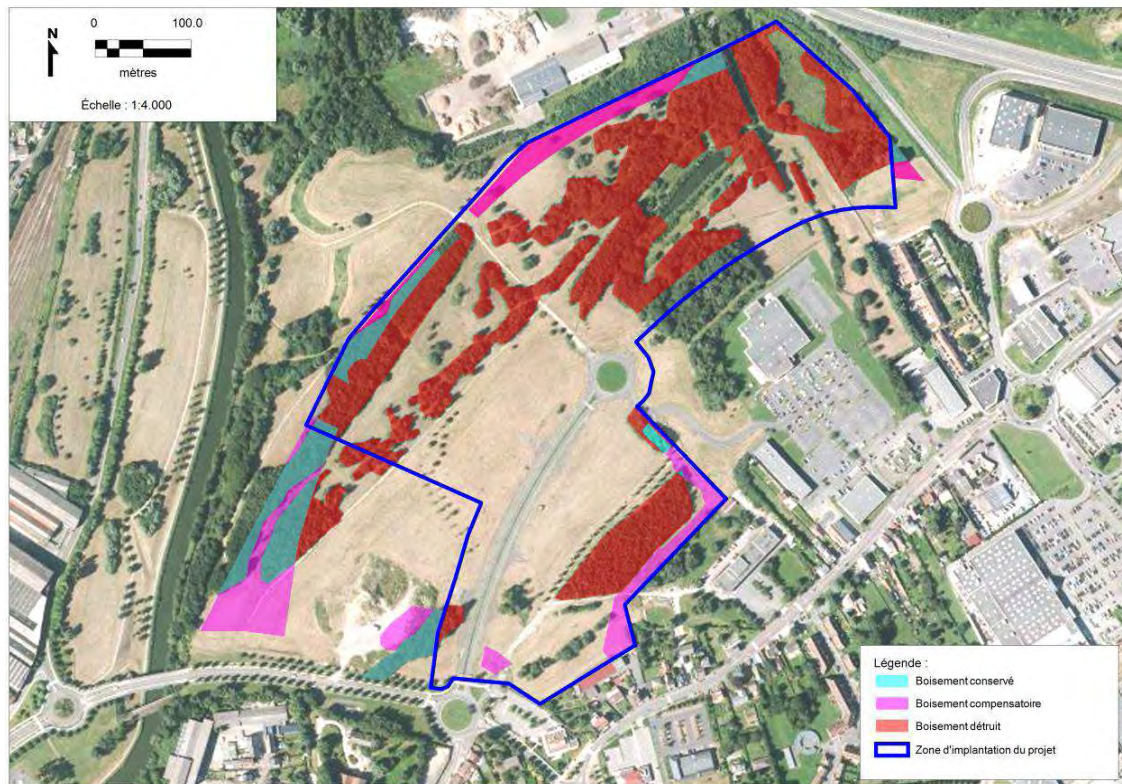 N
0 100.0
mètres
Échelle : 1:4.000
Légende :
Boisement conservé
Boisement compensatoire
Boisement détruit
Zone d'implantation du projet